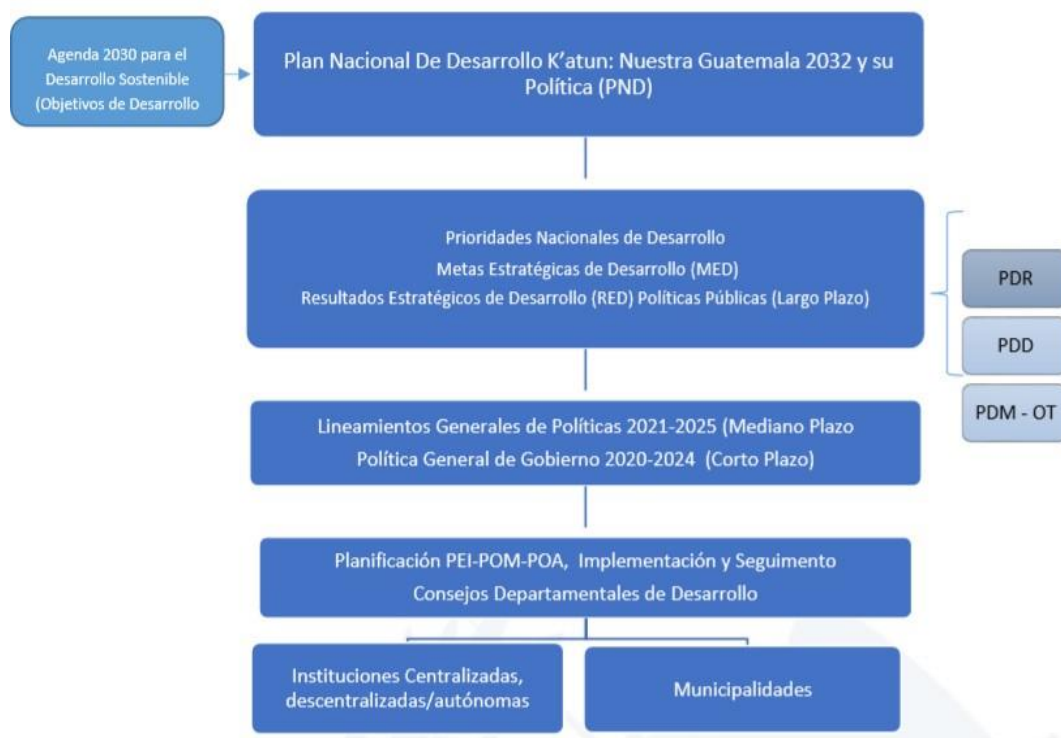 Agenda 2030 para el
Desarrollo Sostenible
(Objetivos de Desarrollo
Plan Nacional De Desarrollo K'atun: Nuestra Guatemala 2032 y su
Política (PND)
Prioridades Nacionales de Desarrollo
Metas Estratégicas de Desarrollo (MED)
Resultados Estratégicos de Desarrollo (RED) Políticas Públicas (Largo Plazo)
PDR
PDD
PDM - OT
Lineamientos Generales de Políticas 2021-2025 (Mediano Plazo
Política General de Gobierno 2020-2024 (Corto Plazo)
Planificación PEI-POM-POA, Implementación y Seguimento
Consejos Departamentales de Desarrollo
Instituciones Centralizadas,
descentralizadas/autónomas
Municipalidades